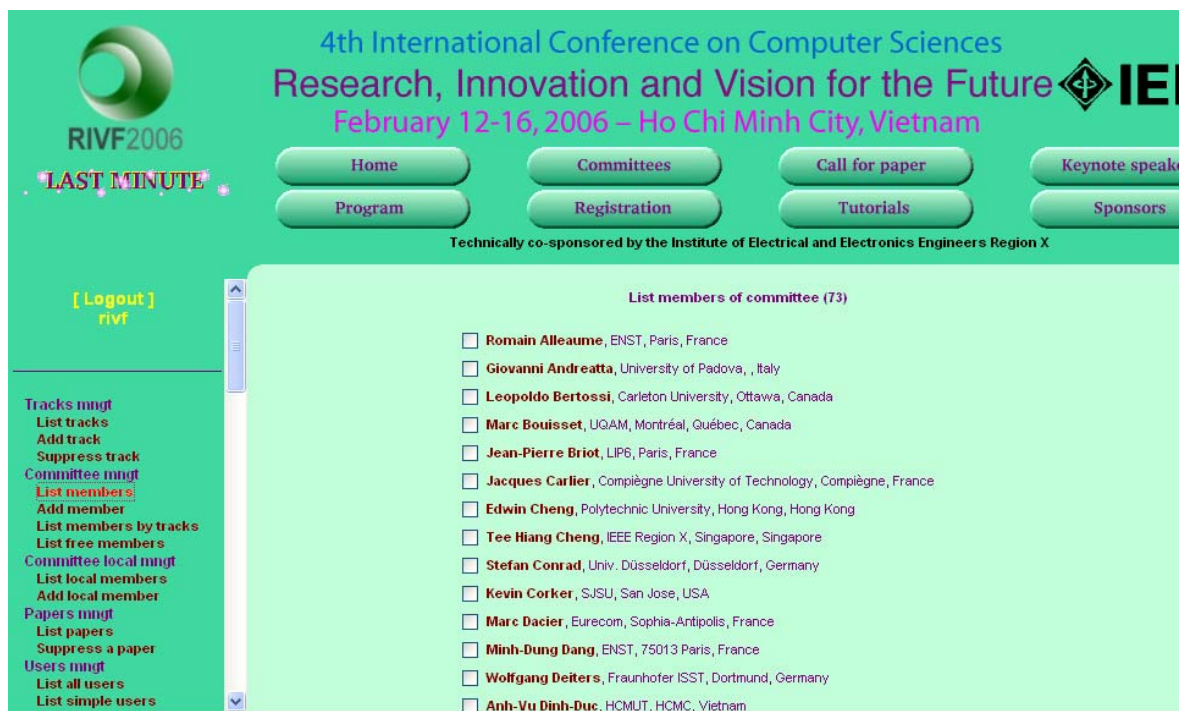 4th International Conference on Computer Sciences
Research, Innovation and Vision for the Future
IE
February 12-16, 2006 – Ho Chi Minh City, Vietnam
RIVF2006
LAST MINUTE
Home
Committees
Call for paper
Keynote speak
Program
Registration
Tutorials
Sponsors
Technically co-sponsored by the Institute of Electrical and Electronics Engineers Region X
[ Logout ]
rivf
Tracks mngt
List tracks
Add track
Suppress track
Committee mngt
List members
Add member
List members by tracks
List free members
Committee local mngt
List local members
Add local member
Papers mngt
List papers
Suppress a paper
Users mngt
List all users
List simple users
List members of committee (73)
Romain Alleaume, ENST, Paris, France
Giovanni Andreatta, University of Padova, , Italy
Leopoldo Bertossi, Carleton University, Ottawa, Canada
Marc Bouisset, UQAM, Montréal, Québec, Canada
Jean-Pierre Briot, LIP6, Paris, France
Jacques Carlier, Compiègne University of Technology, Compiègne, France
Edwin Cheng, Polytechnic University, Hong Kong, Hong Kong
Tee Hiang Cheng, IEEE Region X, Singapore, Singapore
Stefan Conrad, Univ. Düsseldorf, Düsseldorf, Germany
Kevin Corker, SJSU, San Jose, USA
Marc Dacier, Eurecom, Sophia-Antipolis, France
Minh-Dung Dang, ENST, 75013 Paris, France
Wolfgang Deiters, Fraunhofer ISST, Dortmund, Germany
Anh-Vu Dinh-Duc, HCMUT, HCMC, Vietnam